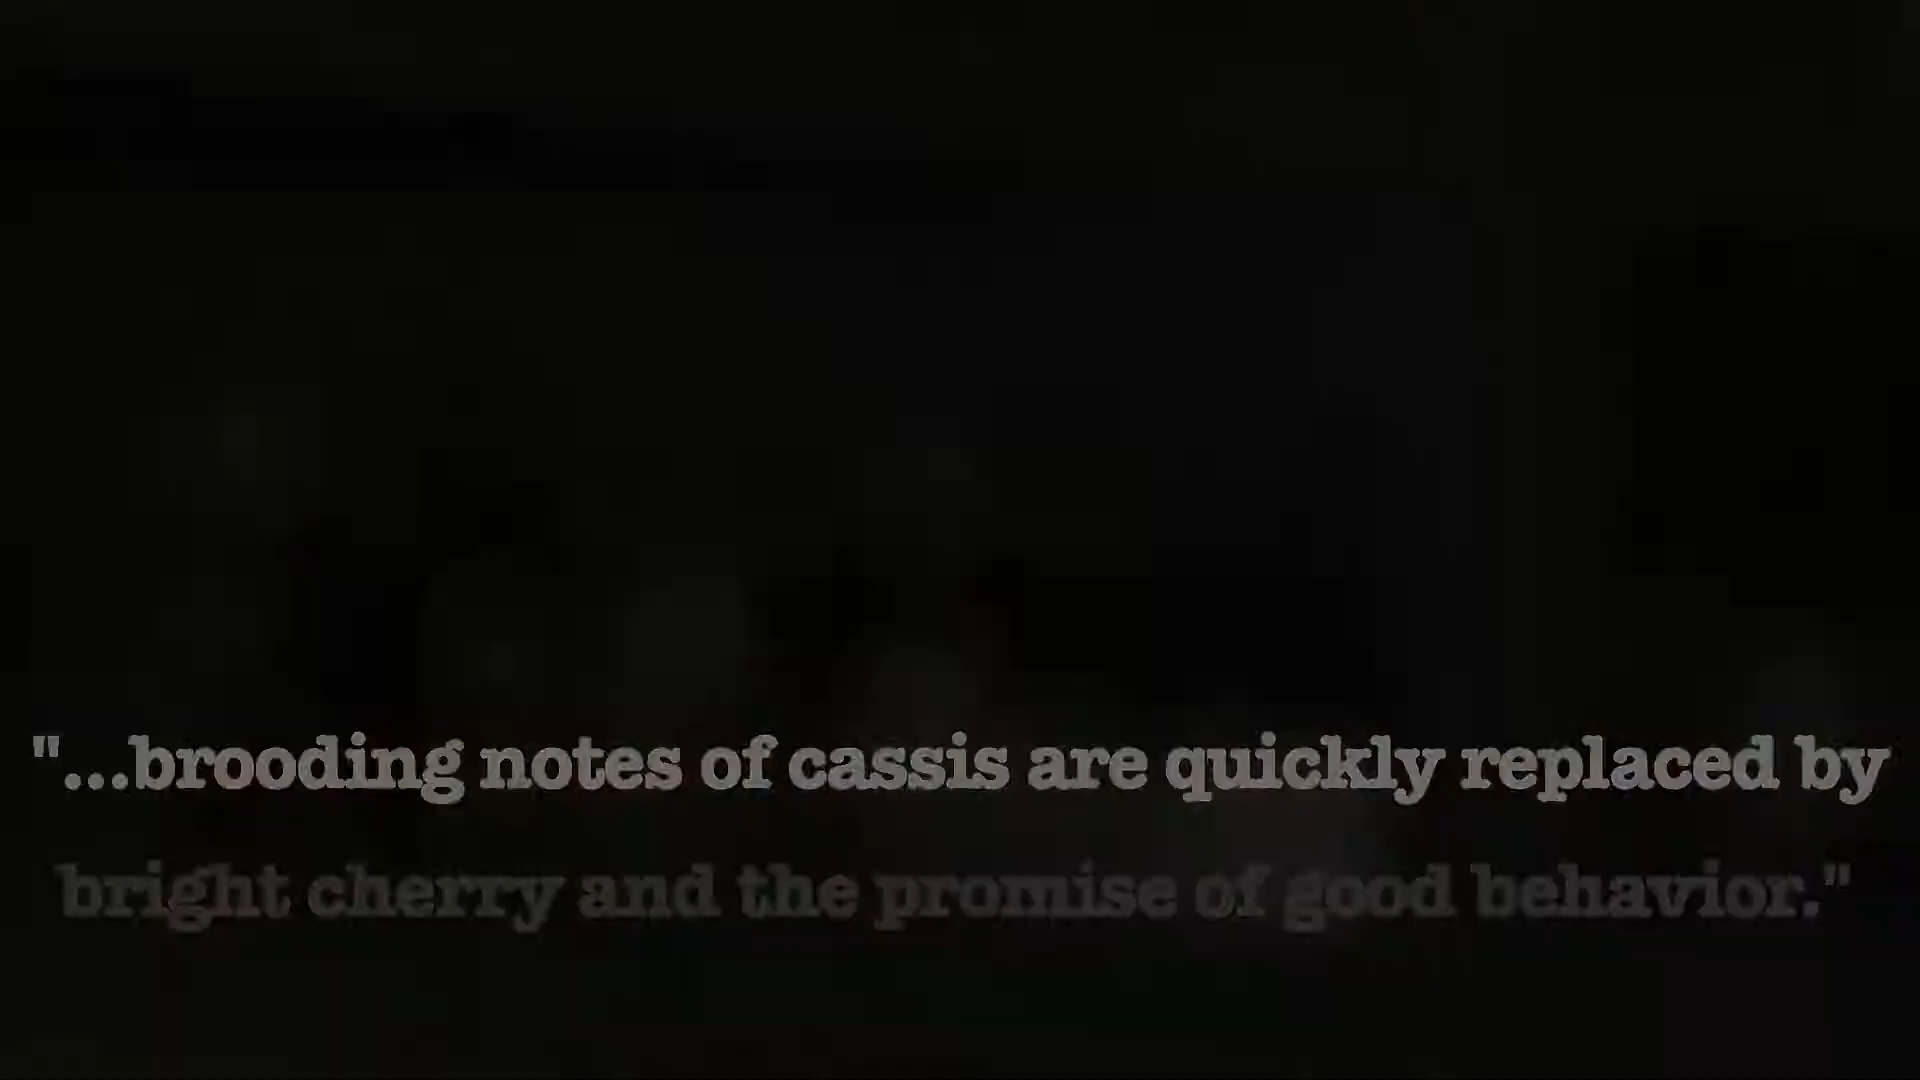 "...brooding notes of cassis are quickly replaced by
bright cherry and the promise of good behavior."